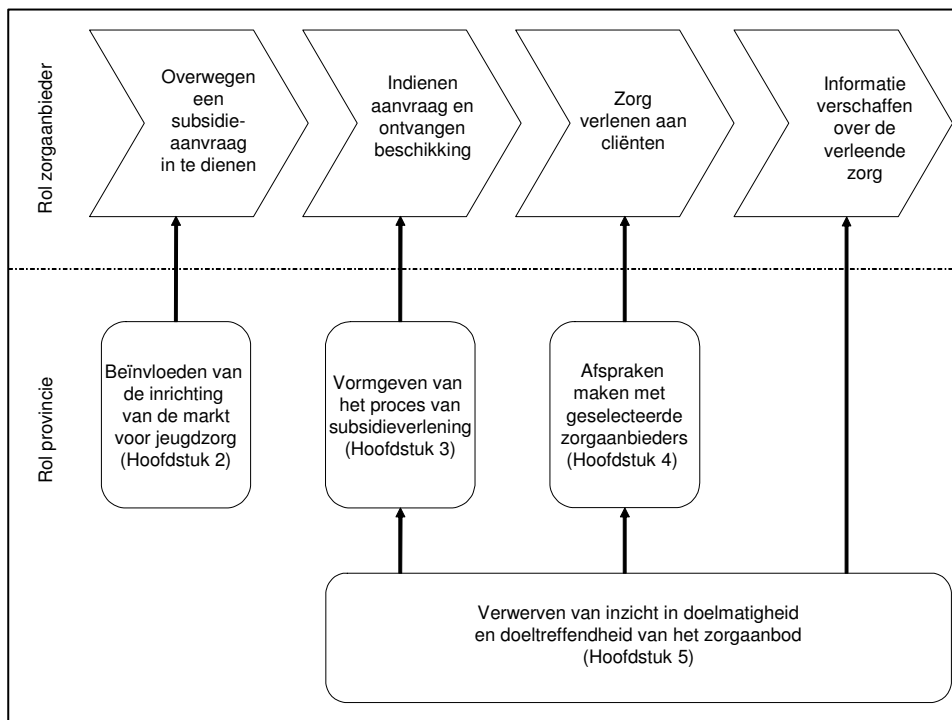 Rol zorgaanbieder
Overwegen
een
subsidie-
aanvraag
in te dienen
Indienen
aanvraag en
ontvangen
beschikking
Zorg
verlenen aan
cliënten
Informatie
verschaffen
over de
verleende
zorg
Rol provincie
Beïnvloeden van
de inrichting
van de markt
voor jeugdzorg
(Hoofdstuk 2)
Vormgeven van
het proces van
subsidieverlening
(Hoofdstuk 3)
Afspraken
maken met
geselecteerde
zorgaanbieders
(Hoofdstuk 4)
Verwerven van inzicht in doelmatigheid
en doeltreffendheid van het zorgaanbod
(Hoofdstuk 5)